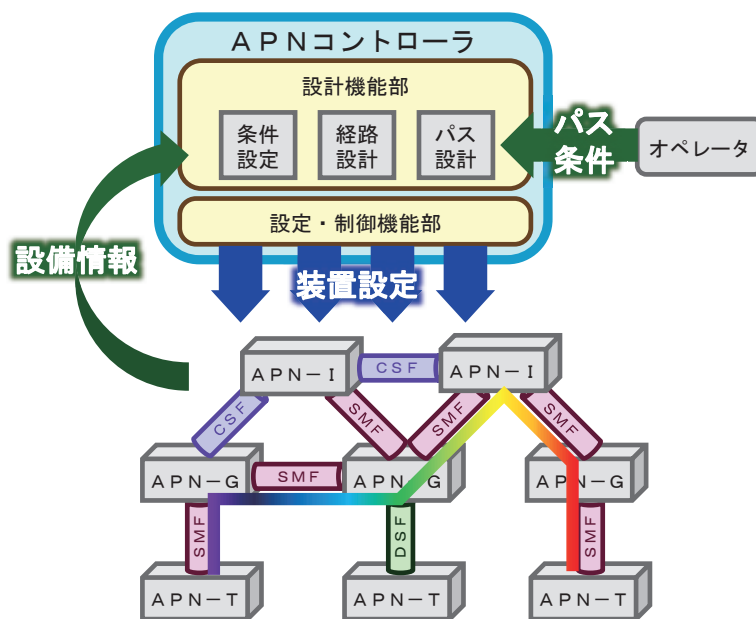 ＡＰＮコントローラ
設計機能部
条件
設定
経路
設計
パス
設計
パス
条件
オペレータ
設定・制御機能部
設備情報
装置設定
ＡＰＮ－Ｉ
ＣＳＦ
ＡＰＮ－Ｉ
ＣＳＦ
ＳＭＦ
ＳＭＦ
ＳＭＦ
ＡＰＮ－Ｇ
ＳＭＦ
ＡＰＮ－Ｇ
ＡＰＮ－Ｇ
ＳＭＦ
ＤＳＦ
ＳＭＦ
ＡＰＮ－Ｔ
ＡＰＮ－Ｔ
ＡＰＮ－Ｔ